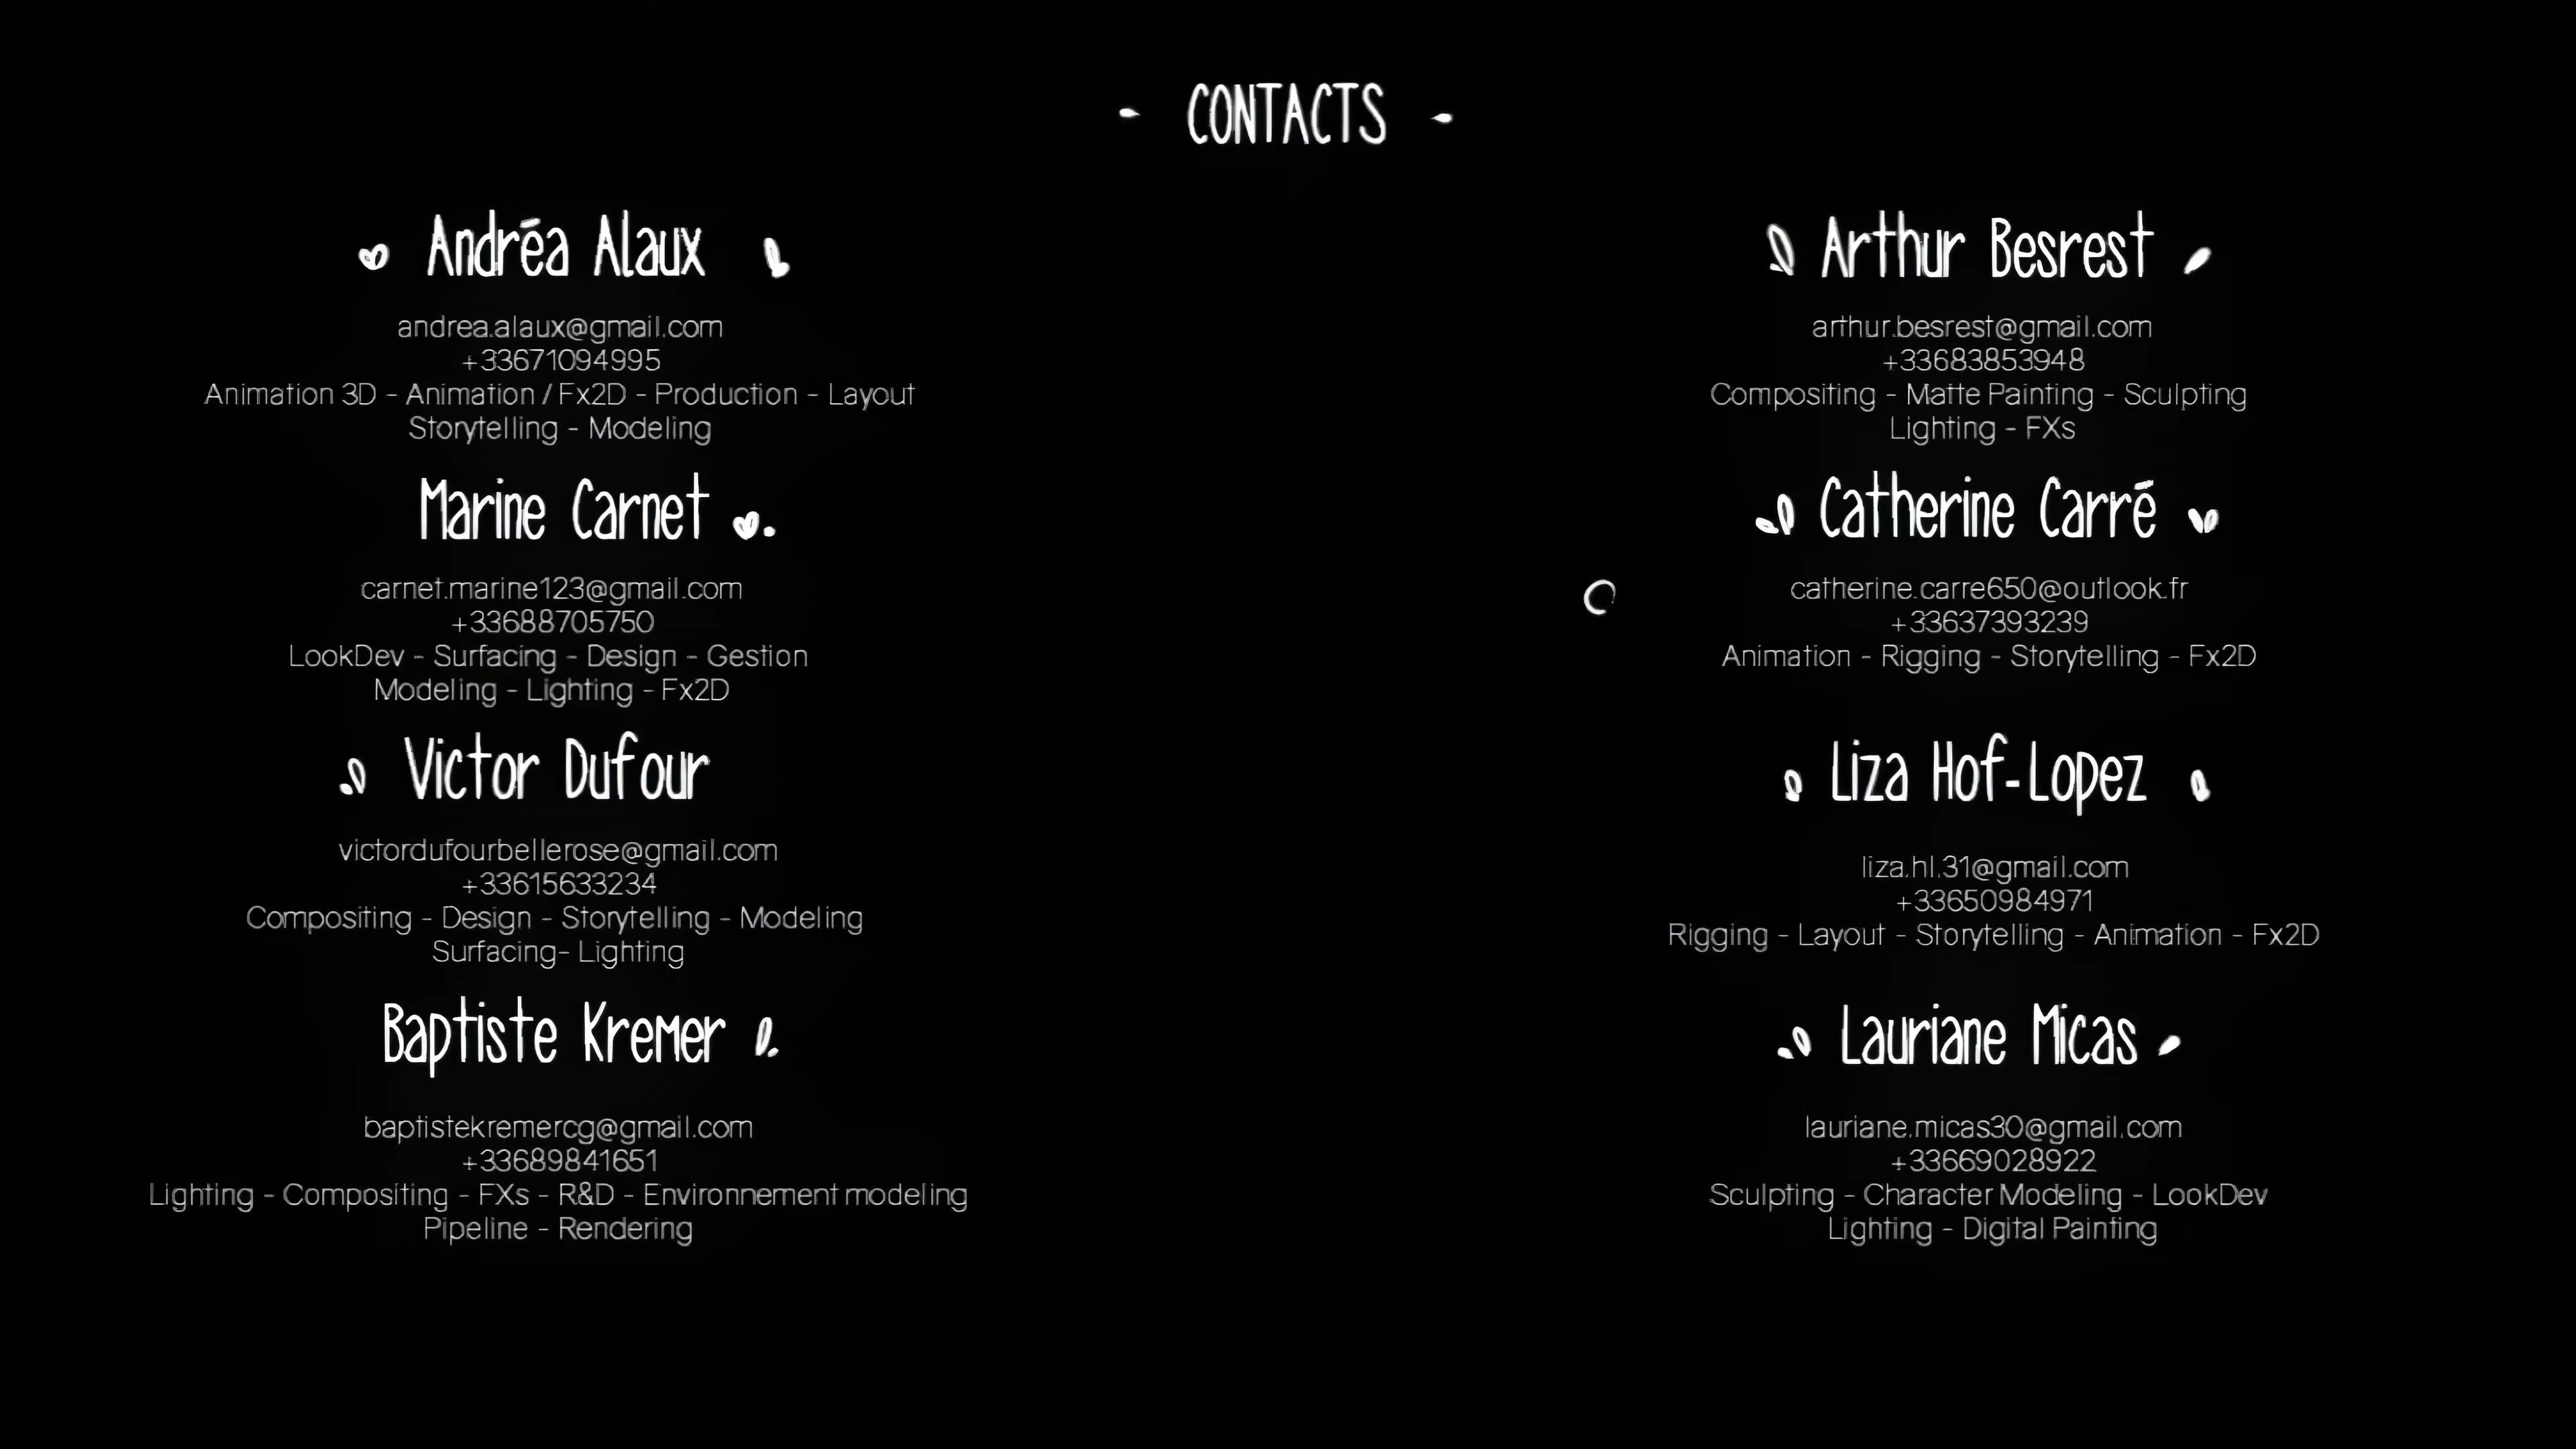 CONTACTS
Andréa Alaux
andrea.alaux@gmail.com
+33671094995
Animation 3D - Animation / Fx2D - Production - Layout
Storytelling - Modeling
Marine Carnet
carnet.marine123@gmail.com
+33688705750
LookDev - Surfacing - Design - Gestion
Modeling - Lighting - Fx2D
Victor Dufour
victordufourbellerose@gmail.com
+33615633234
Compositing - Design - Storytelling - Modeling
Surfacing- Lighting
Baptiste Kremer
baptistekremercg@gmail.com
+33689841651
Lighting - Compositing - FXs - R&D - Environnement modeling
Pipeline - Rendering
Arthur Besrest
arthur.besrest@gmail.com
+33683853948
Compositing - Matte Painting - Sculpting
Lighting - FXs
Catherine Carré
catherine.carre650@outlook.fr
+33637393239
Animation - Rigging - Storytelling - Fx2D
Liza Hof-Lopez
liza.hl.31@gmail.com
+33650984971
Rigging - Layout - Storytelling - Animation - Fx2D
Lauriane Micas
lauriane.micas30@gmail.com
+33669028922
Sculpting - Character Modeling - LookDev
Lighting - Digital Painting